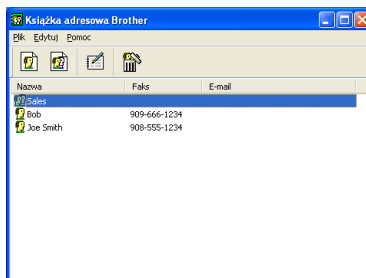 Książka adresowa Brother
Plik Edytuj Pomoc
Nazwa Faks E-mail
Sales
Bob 909-666-1234
Joe Smith 908-555-1234